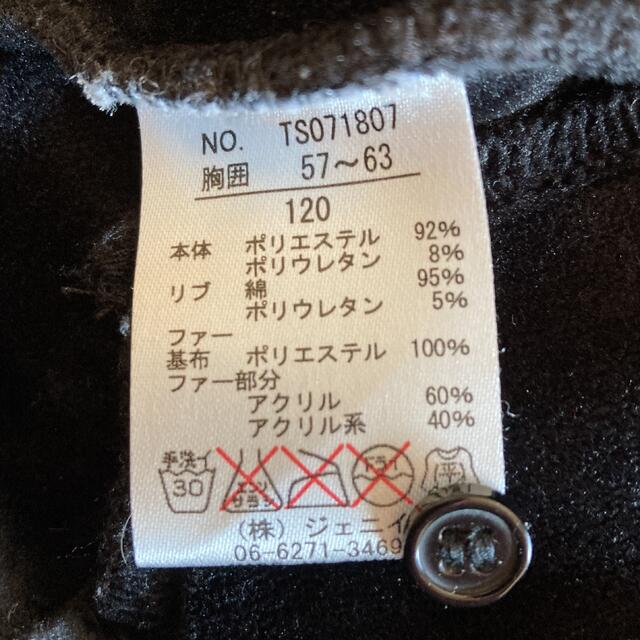 NO. TS071807
胸囲 57～63
120
本体 ポリエステル 92%
ポリウレタン 8%
リブ 綿 95%
ポリウレタン 5%
ファー
基布 ポリエステル 100%
ファー部分
アクリル 60%
アクリル系 40%
手洗イ 30
エンソサラシ
ドライ
平
(株) ジェニイ
06-6271-3469